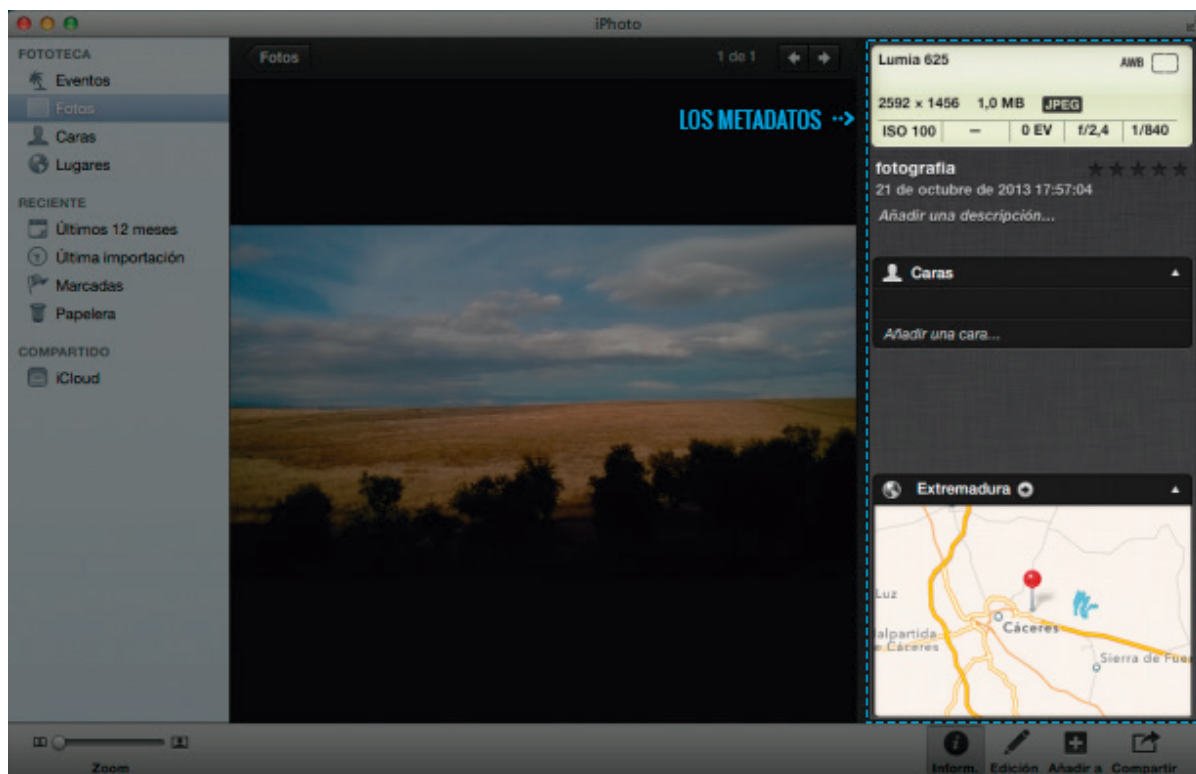 iPhoto
FOTOTECA
Eventos
Fotos
Caras
Lugares
RECIENTE
Últimos 12 meses
Última importación
Marcadas
Papelera
COMPARTIDO
iCloud
Zoom
Fotos
1 de 1
LOS METADATOS
Lumia 625
AWB
2592 × 1456 1,0 MB JPEG
ISO 100 – 0 EV f/2,4 1/840
fotografia
21 de octubre de 2013 17:57:04
Añadir una descripción...
Caras
Añadir una cara...
Extremadura
Luz
Cáceres
alpartida
e Cáceres
Sierra de Fuer
Inform. Edición Añadir a Compartir